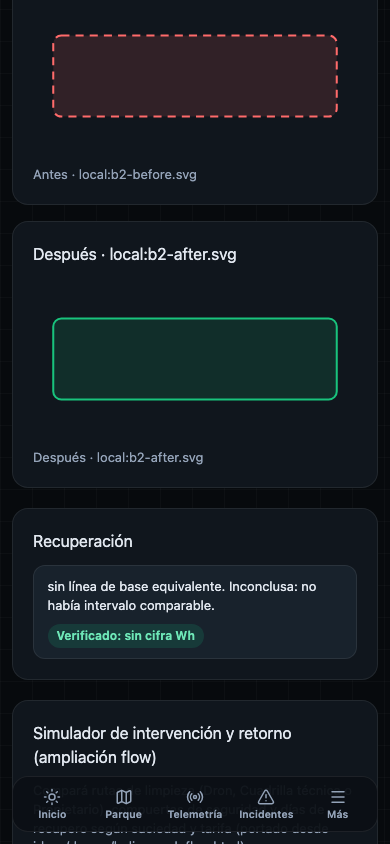 Antes · local:b2-before.svg
Después · local:b2-after.svg
Después · local:b2-after.svg
Recuperación
sin línea de base equivalente. Inconclusa: no
había intervalo comparable.
Verificado: sin cifra Wh
Simulador de intervención y retorno
(ampliación flow)
Inicio
Parque
Telemetría
Incidentes
Más